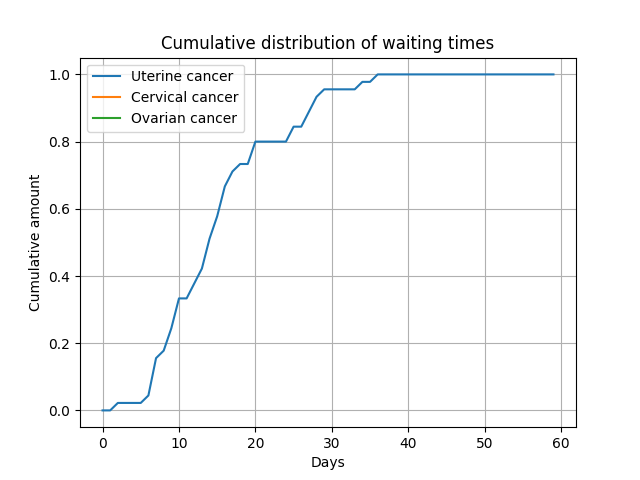 Cumulative distribution of waiting times
Uterine cancer
Cervical cancer
Ovarian cancer
1.0
0.8
0.6
0.4
0.2
0.0
Cumulative amount
0 10 20 30 40 50 60
Days